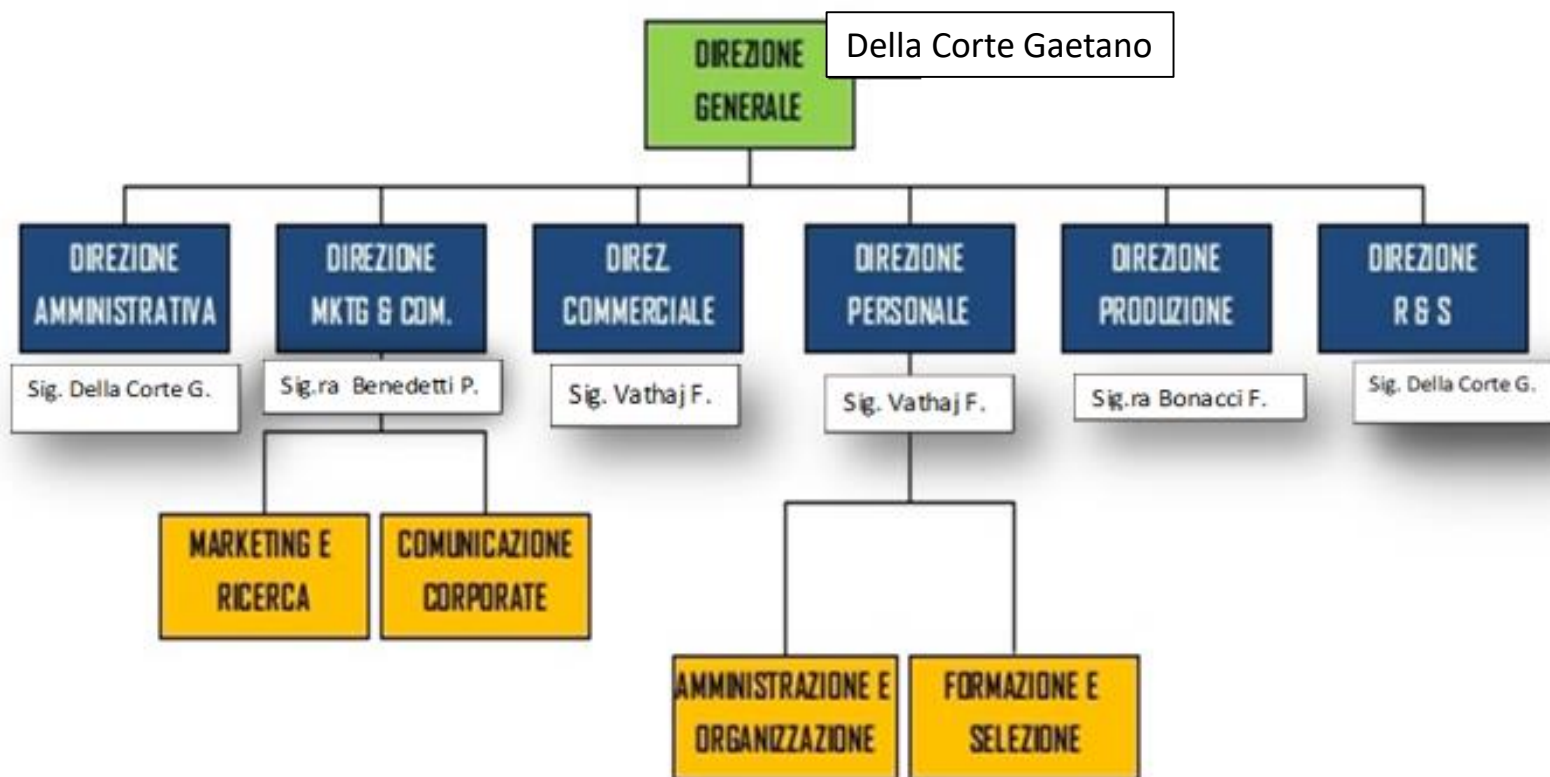 DIREZIONE
GENERALE
Della Corte Gaetano
DIREZIONE
AMMINISTRATIVA
Sig. Della Corte G.
DIREZIONE
MKTG & COM.
Sig.ra Benedetti P.
DIREZ.
COMMERCIALE
Sig. Vathaj F.
DIREZIONE
PERSONALE
Sig. Vathaj F.
DIREZIONE
PRODUZIONE
Sig.ra Bonacci F.
DIREZIONE
R & S
Sig. Della Corte G.
MARKETING E
RICERCA
COMUNICAZIONE
CORPORATE
AMMINISTRAZIONE E
ORGANIZZAZIONE
FORMAZIONE E
SELEZIONE